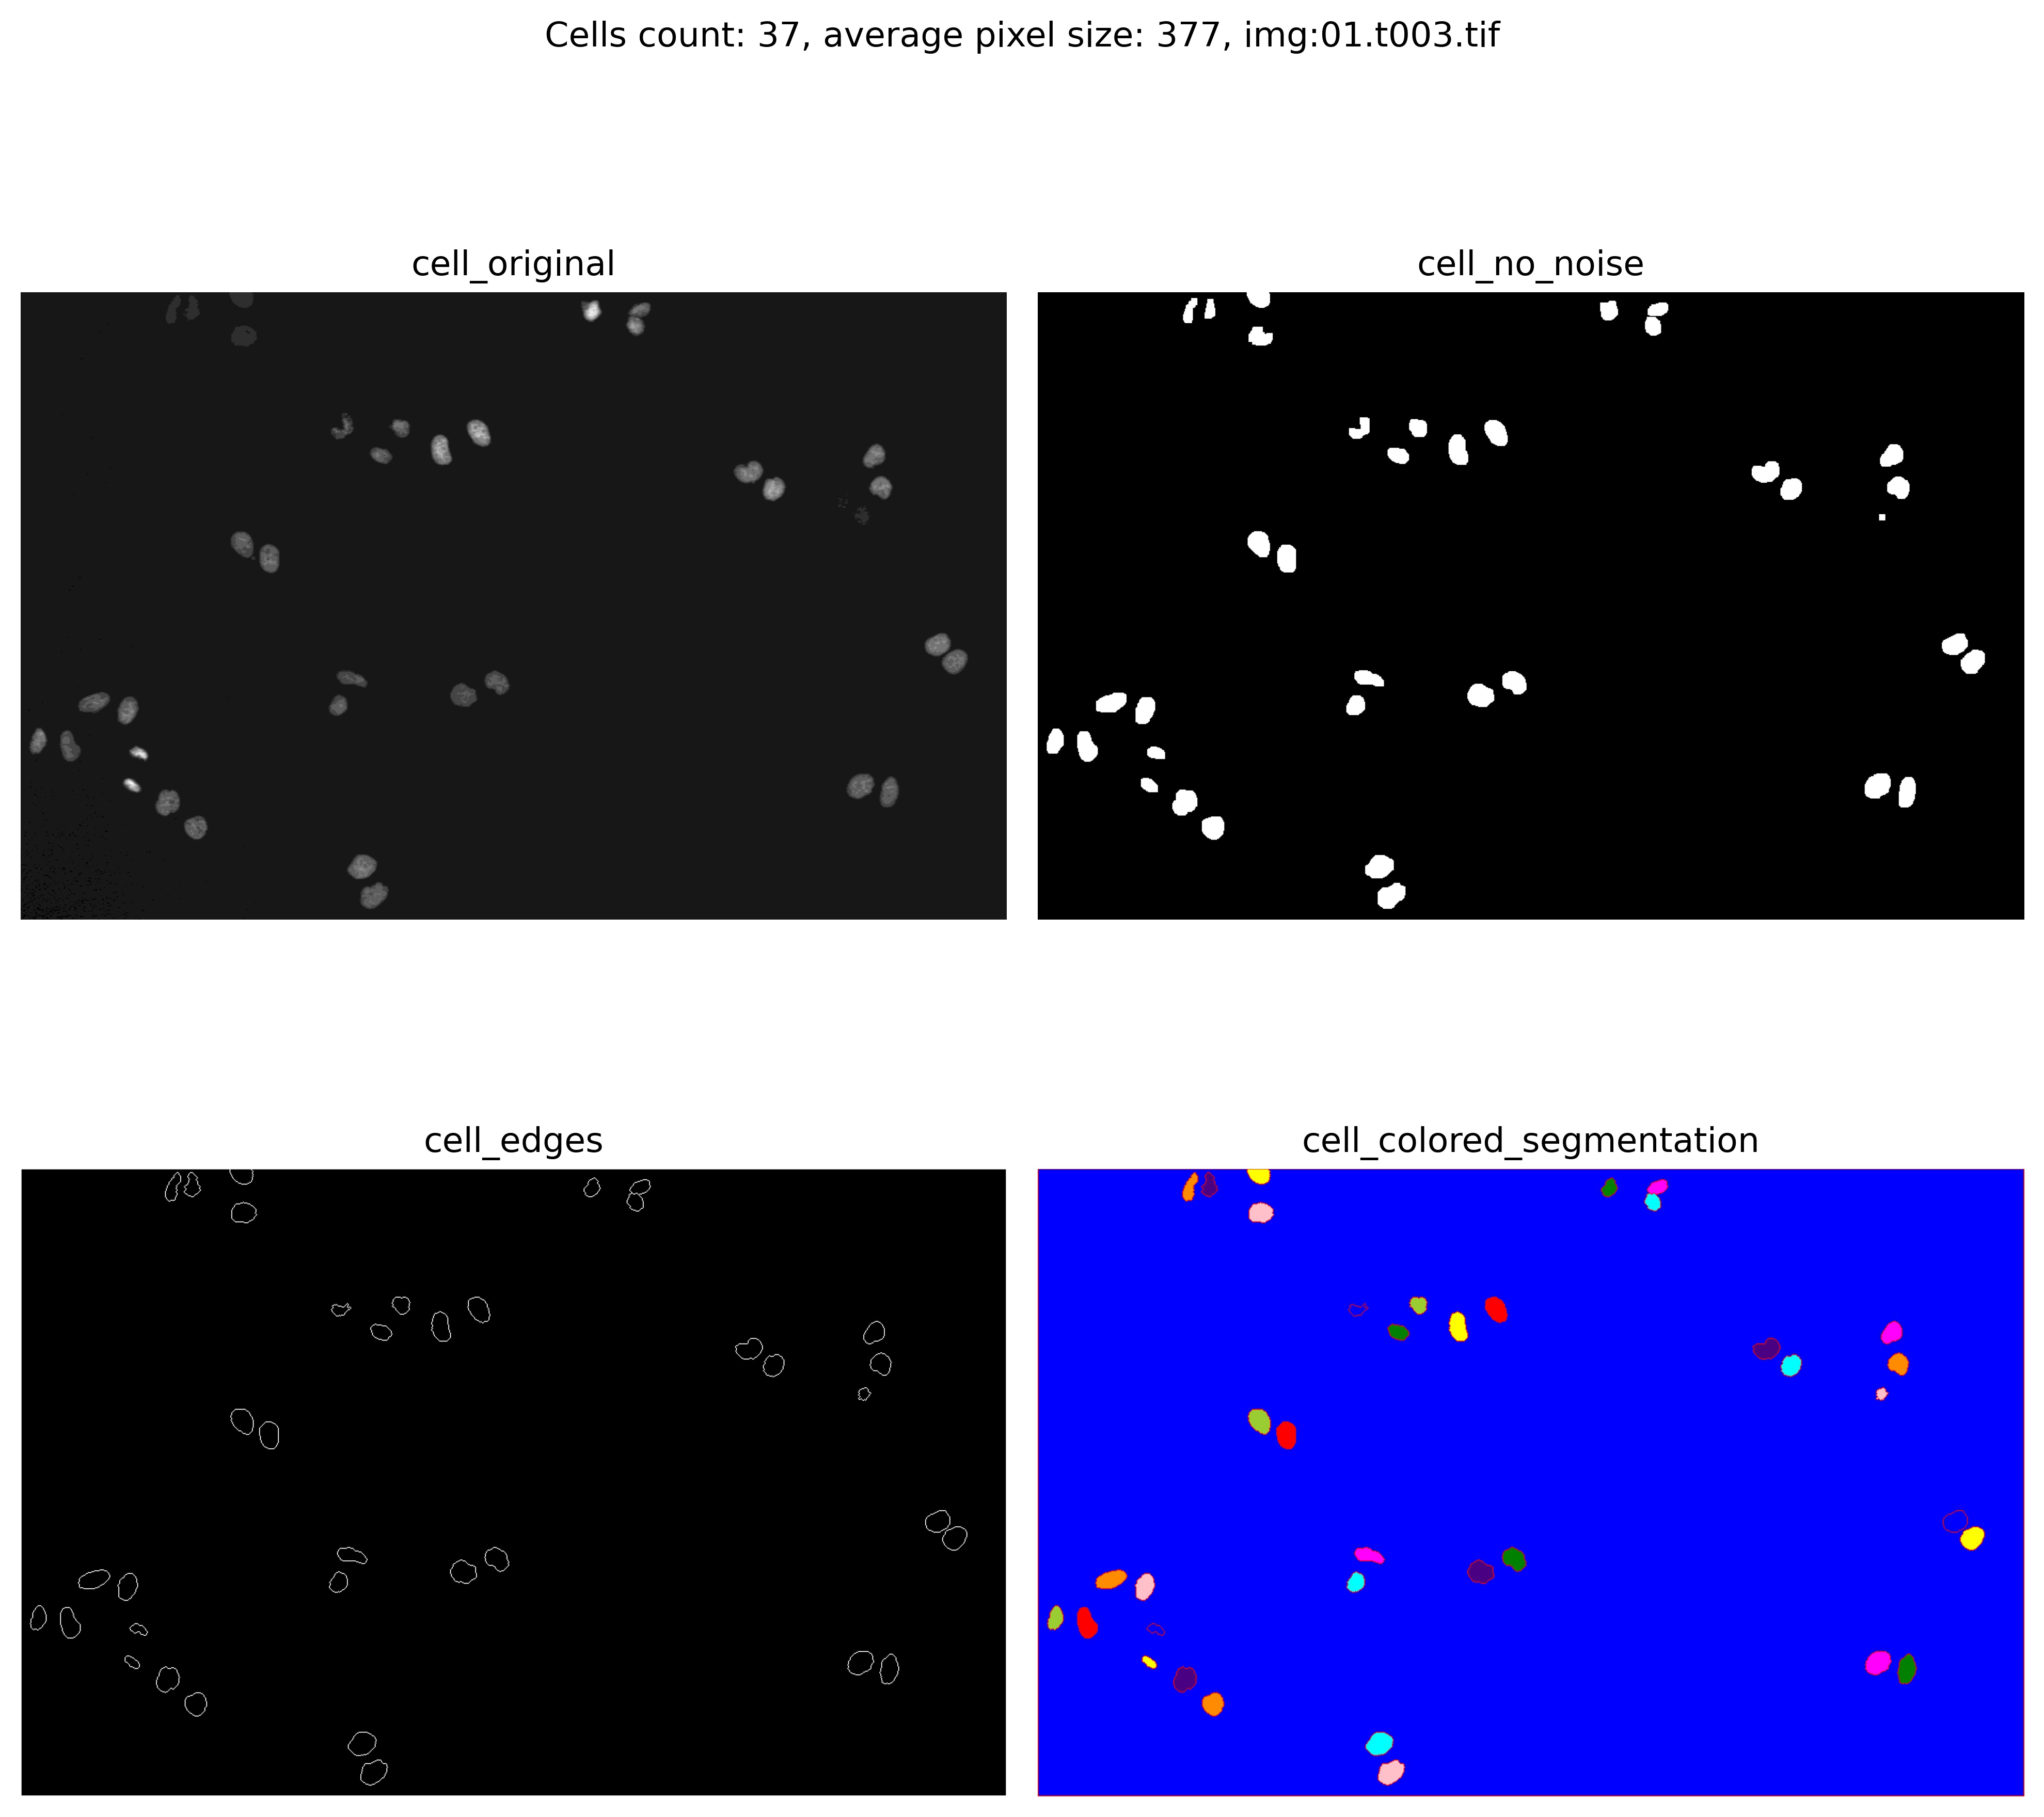 Cells count: 37, average pixel size: 377, img:01.t003.tif
cell_original
cell_no_noise
cell_edges
cell_colored_segmentation